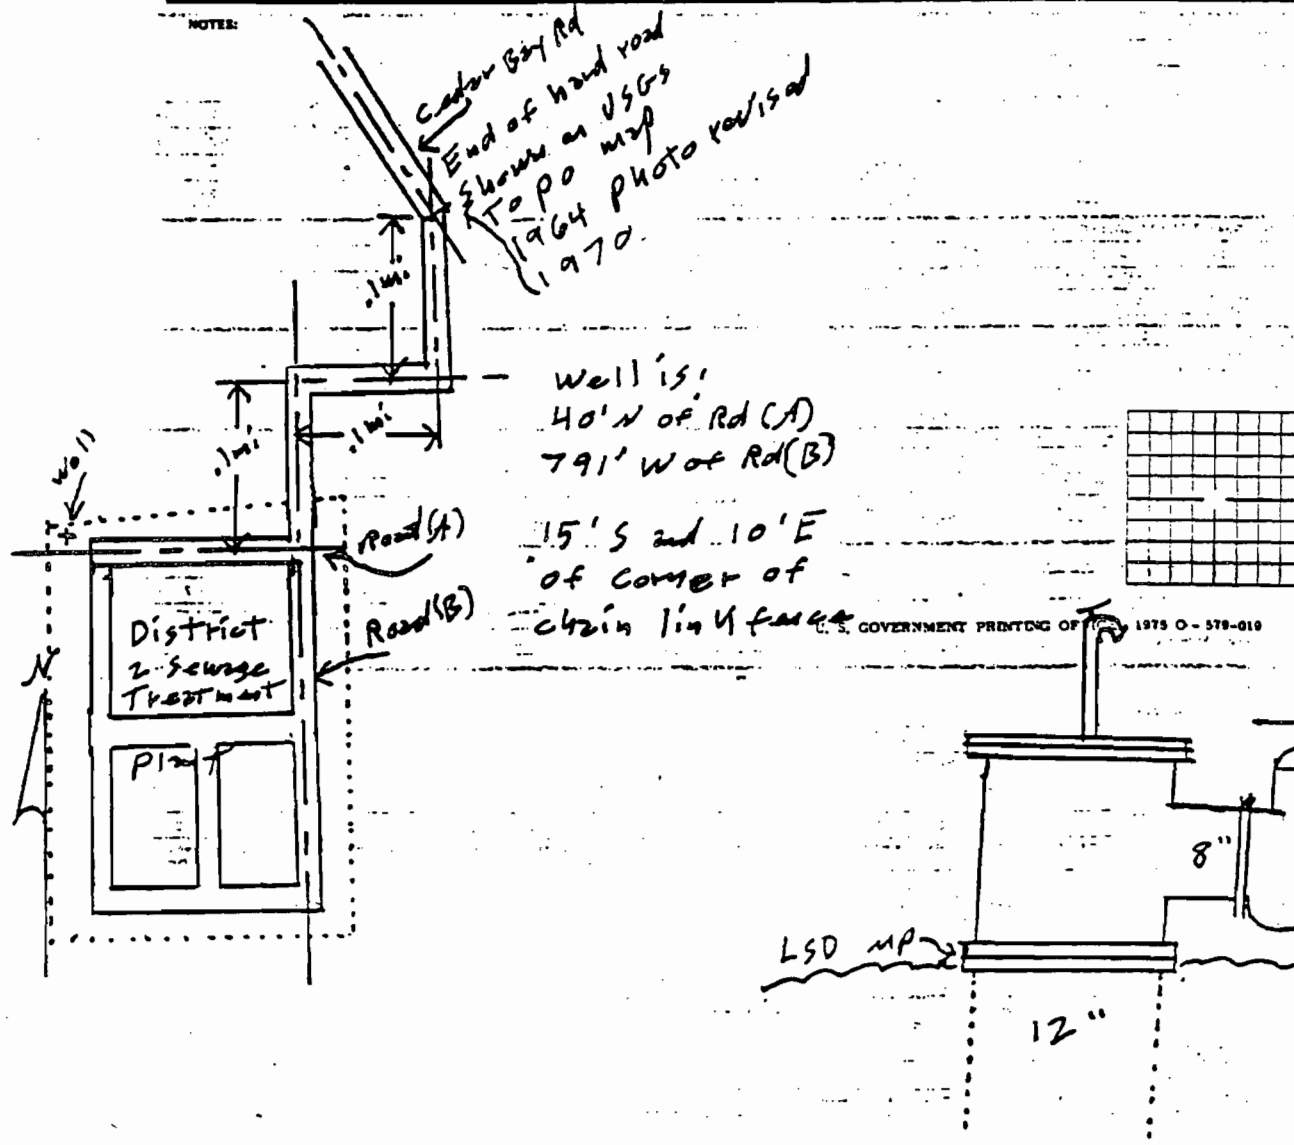 NOTES:
Cedar Bay Rd
End of hard road
Shown on USGS
Topo map
1964 photo revised
1970.
.1mi.
.1mi.
.1mi.
Well is:
40' N of Rd (A)
791' W of Rd (B)
15' S and 10' E
of corner of
chain link fence
Well
Road (A)
Road (B)
District
2 Sewage
Treatment
Plant
N
U. S. GOVERNMENT PRINTING OF 1975 O - 579-019
8"
LSD MP
12"